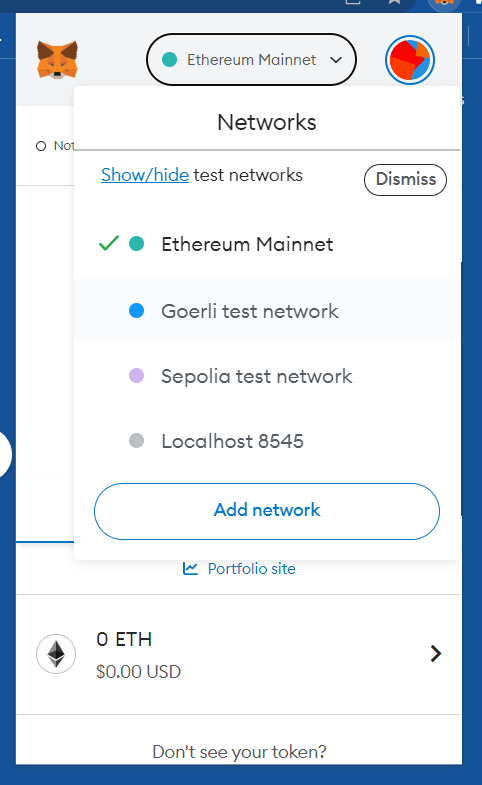 Ethereum Mainnet
Networks
Not
Show/hide test networks
Dismiss
Ethereum Mainnet
Goerli test network
Sepolia test network
Localhost 8545
Add network
Portfolio site
0 ETH
$0.00 USD
Don't see your token?